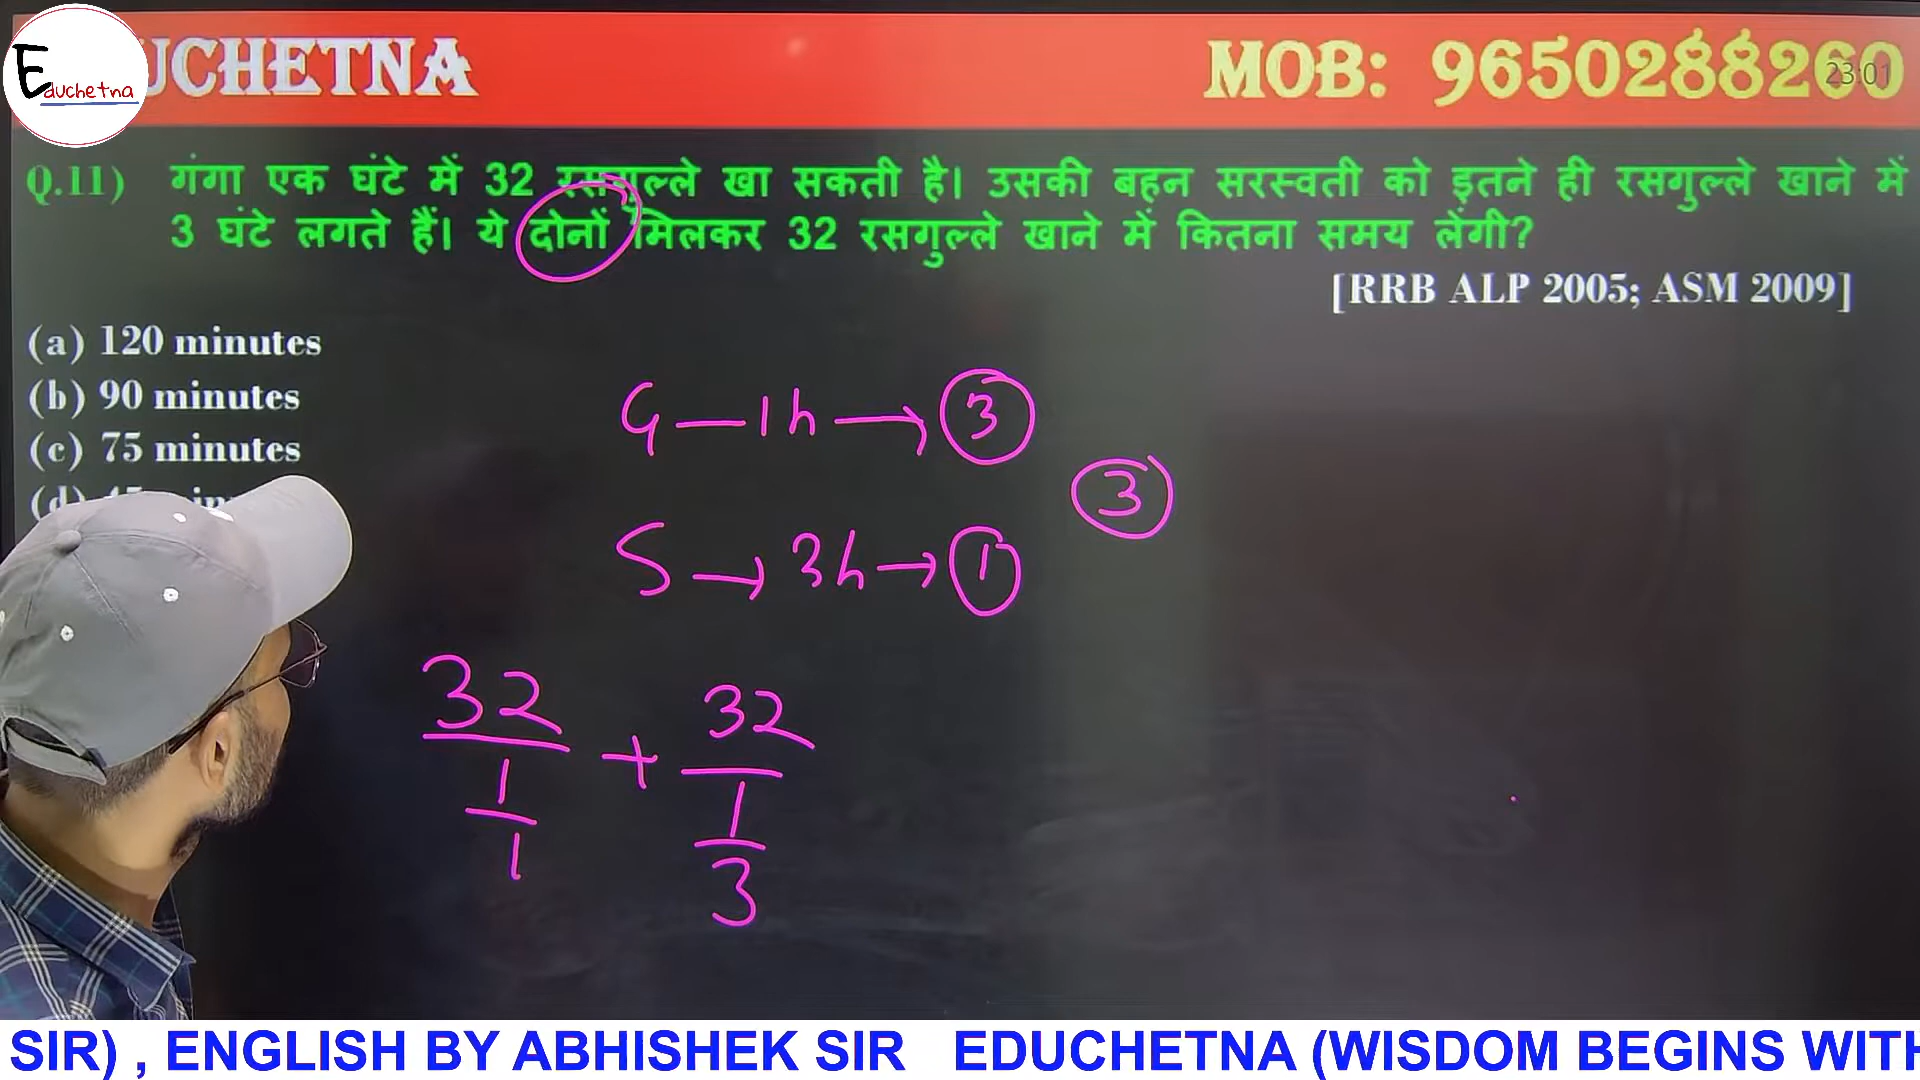 Educhetna
UCHETNA
MOB: 9650288260
23:01
Q.11) गंगा एक घंटे में 32 रसगुल्ले खा सकती है। उसकी बहन सरस्वती को इतने ही रसगुल्ले खाने में
3 घंटे लगते हैं। ये दोनों मिलकर 32 रसगुल्ले खाने में कितना समय लेंगी?
[RRB ALP 2005; ASM 2009]
(a) 120 minutes
(b) 90 minutes
(c) 75 minutes
(d)
G — 1h → 3
3
S → 3h → 1
32 + 32
1 1
1 3
SIR) , ENGLISH BY ABHISHEK SIR EDUCHETNA (WISDOM BEGINS WITH